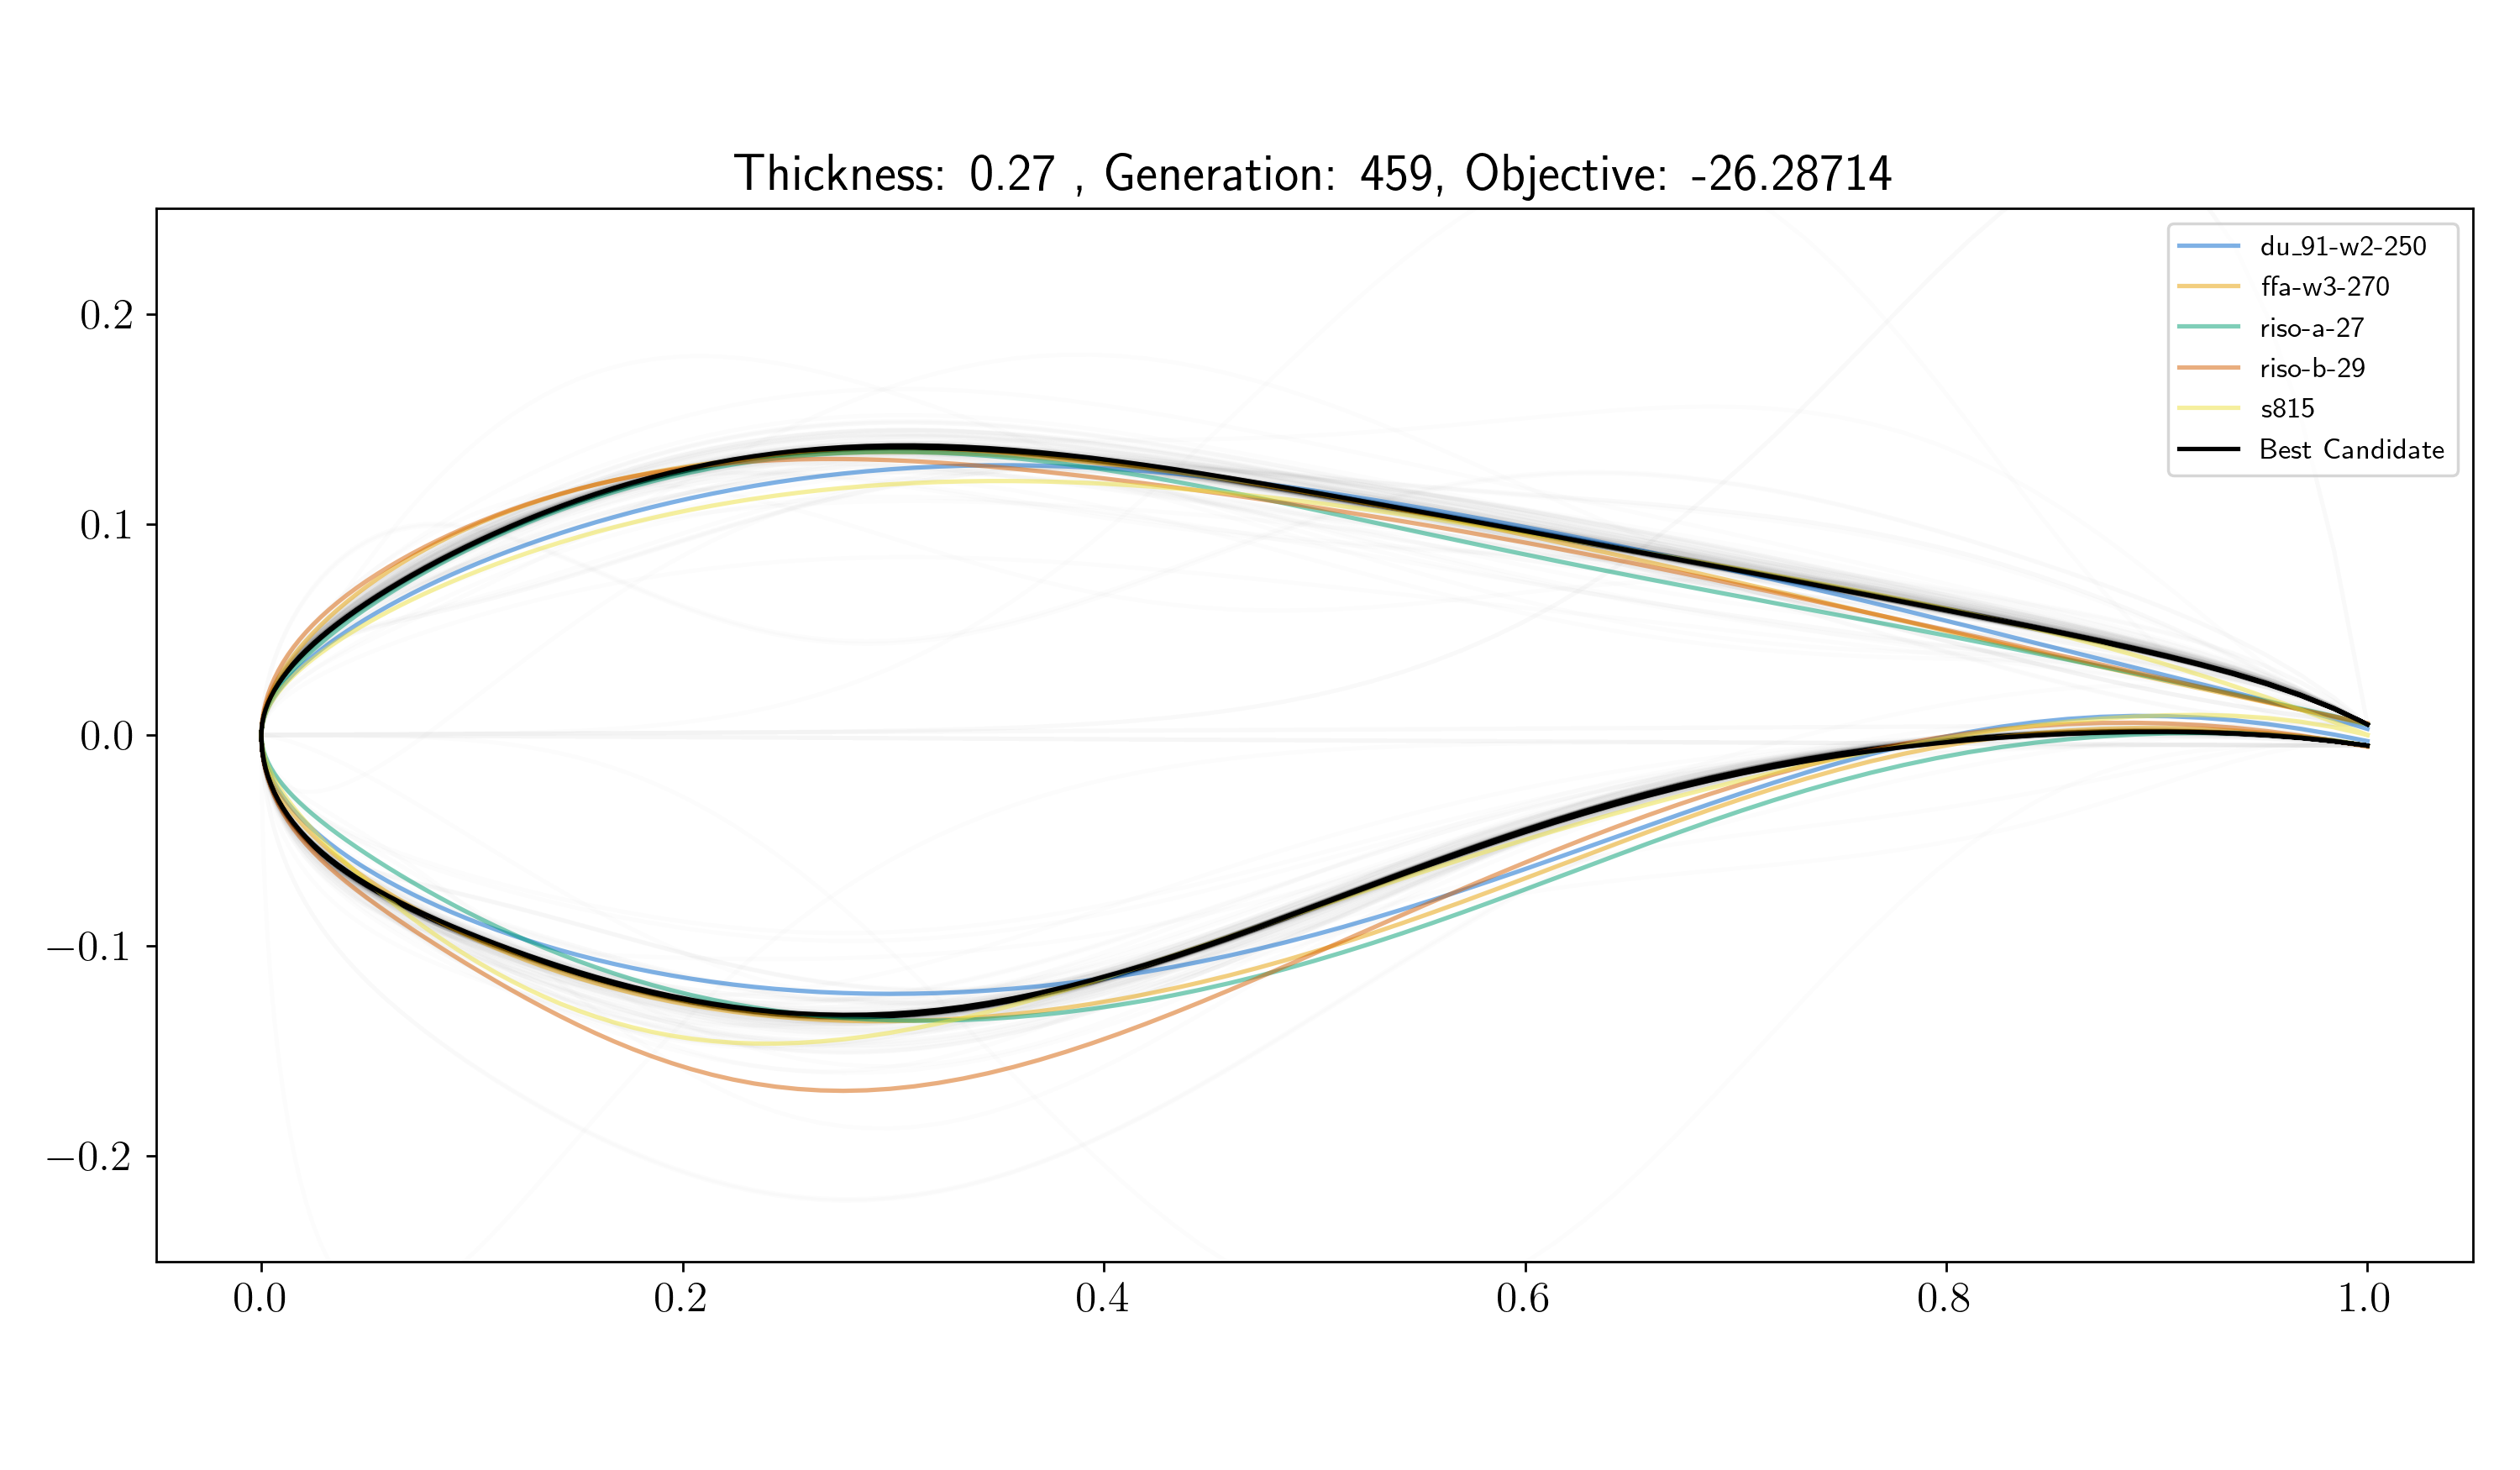 Thickness: 0.27 , Generation: 459, Objective: -26.28714
du_91-w2-250
ffa-w3-270
riso-a-27
riso-b-29
s815
Best Candidate
0.2
0.1
0.0
−0.1
−0.2
0.0 0.2 0.4 0.6 0.8 1.0